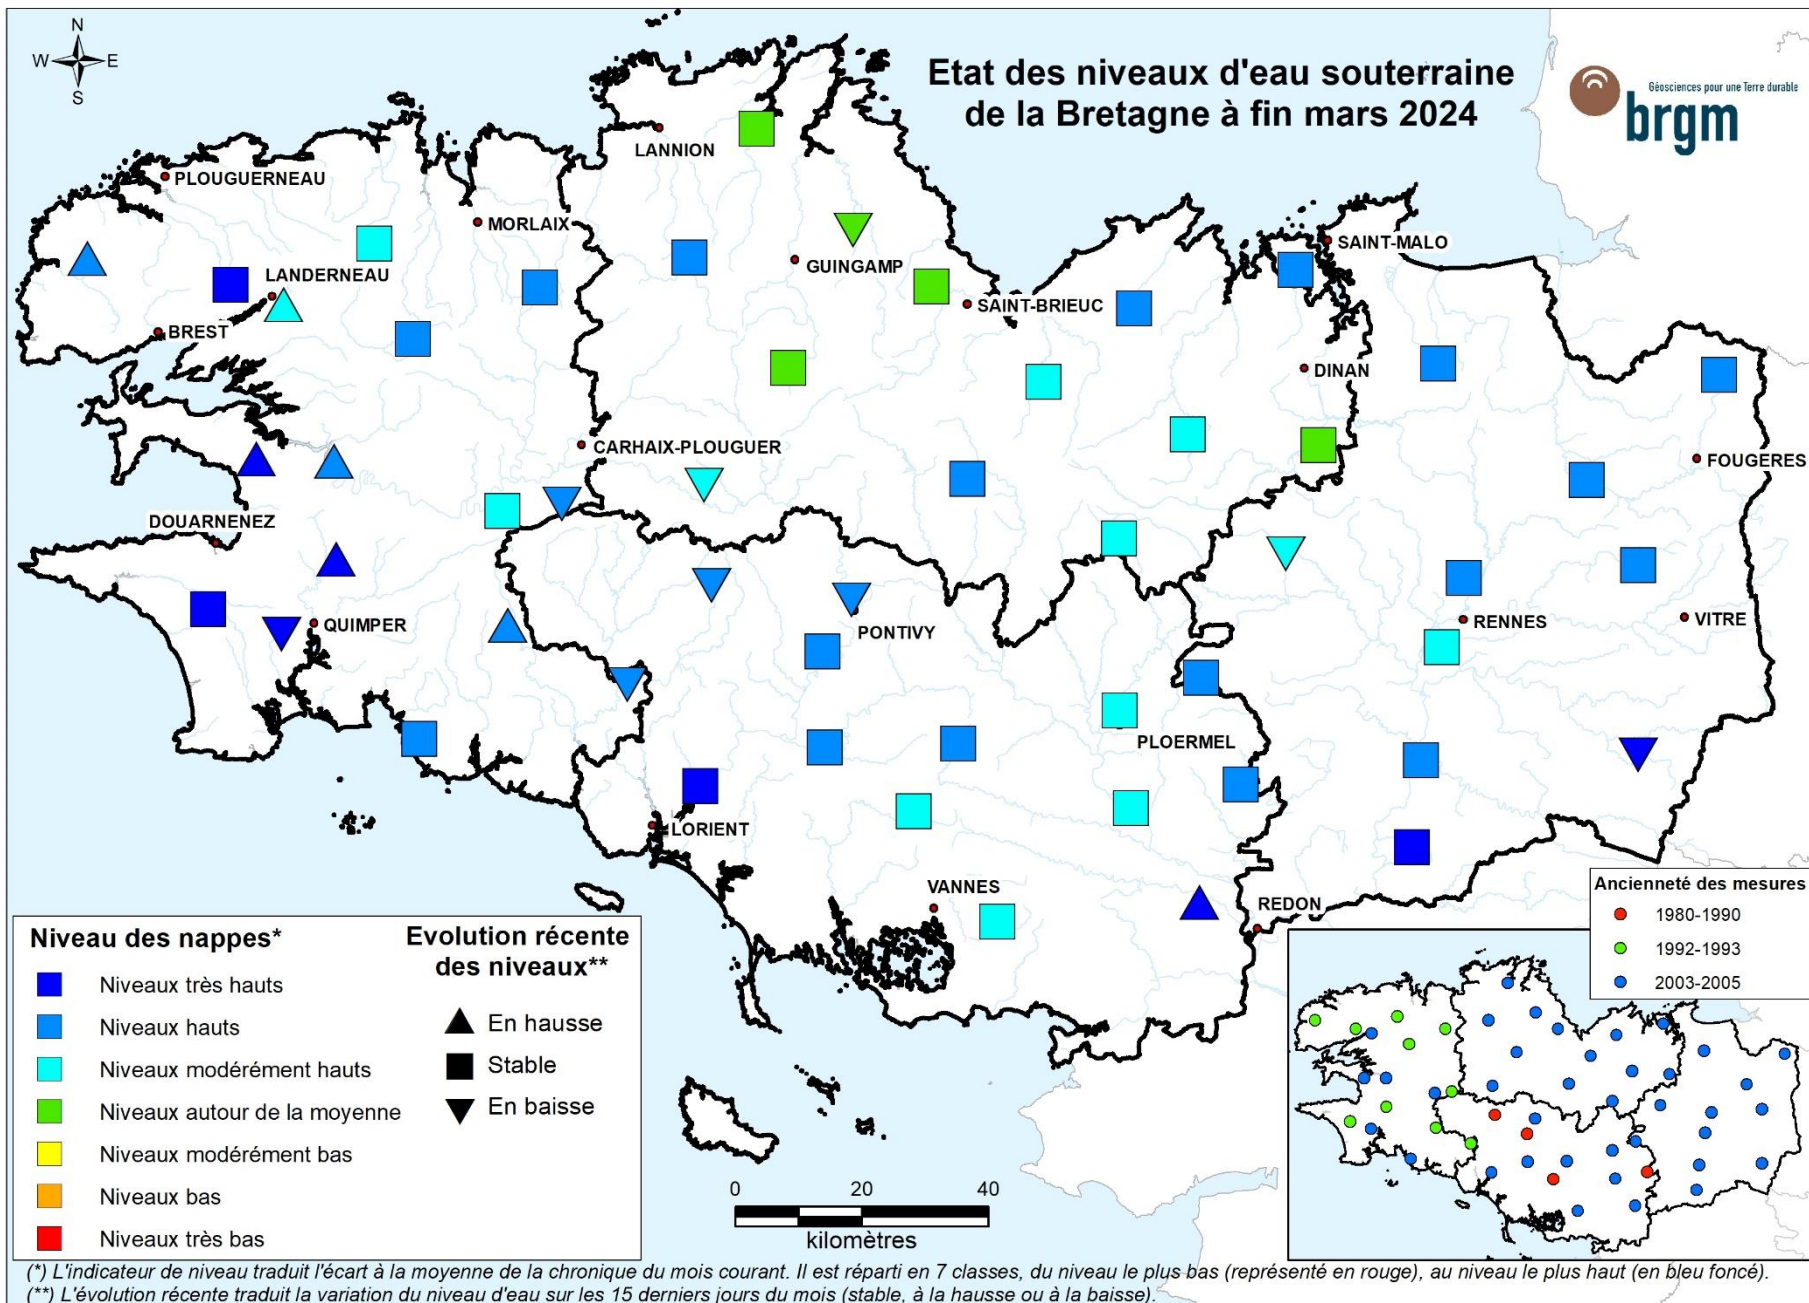 N
W E
S
Etat des niveaux d'eau souterraine
de la Bretagne à fin mars 2024
Géosciences pour une Terre durable
brgm
LANNION
PLOUGUERNEAU
MORLAIX
SAINT-MALO
GUINGAMP
LANDERNEAU
SAINT-BRIEUC
BREST
DINAN
CARHAIX-PLOUGUER
FOUGERES
DOUARNENEZ
QUIMPER
PONTIVY
RENNES
VITRE
PLOERMEL
LORIENT
VANNES
REDON
Niveau des nappes*
Niveaux très hauts
Niveaux hauts
Niveaux modérément hauts
Niveaux autour de la moyenne
Niveaux modérément bas
Niveaux bas
Niveaux très bas
Evolution récente
des niveaux**
En hausse
Stable
En baisse
0 20 40
kilomètres
Ancienneté des mesures
1980-1990
1992-1993
2003-2005
(*) L'indicateur de niveau traduit l'écart à la moyenne de la chronique du mois courant. Il est réparti en 7 classes, du niveau le plus bas (représenté en rouge), au niveau le plus haut (en bleu foncé).
(**) L'évolution récente traduit la variation du niveau d'eau sur les 15 derniers jours du mois (stable, à la hausse ou à la baisse).